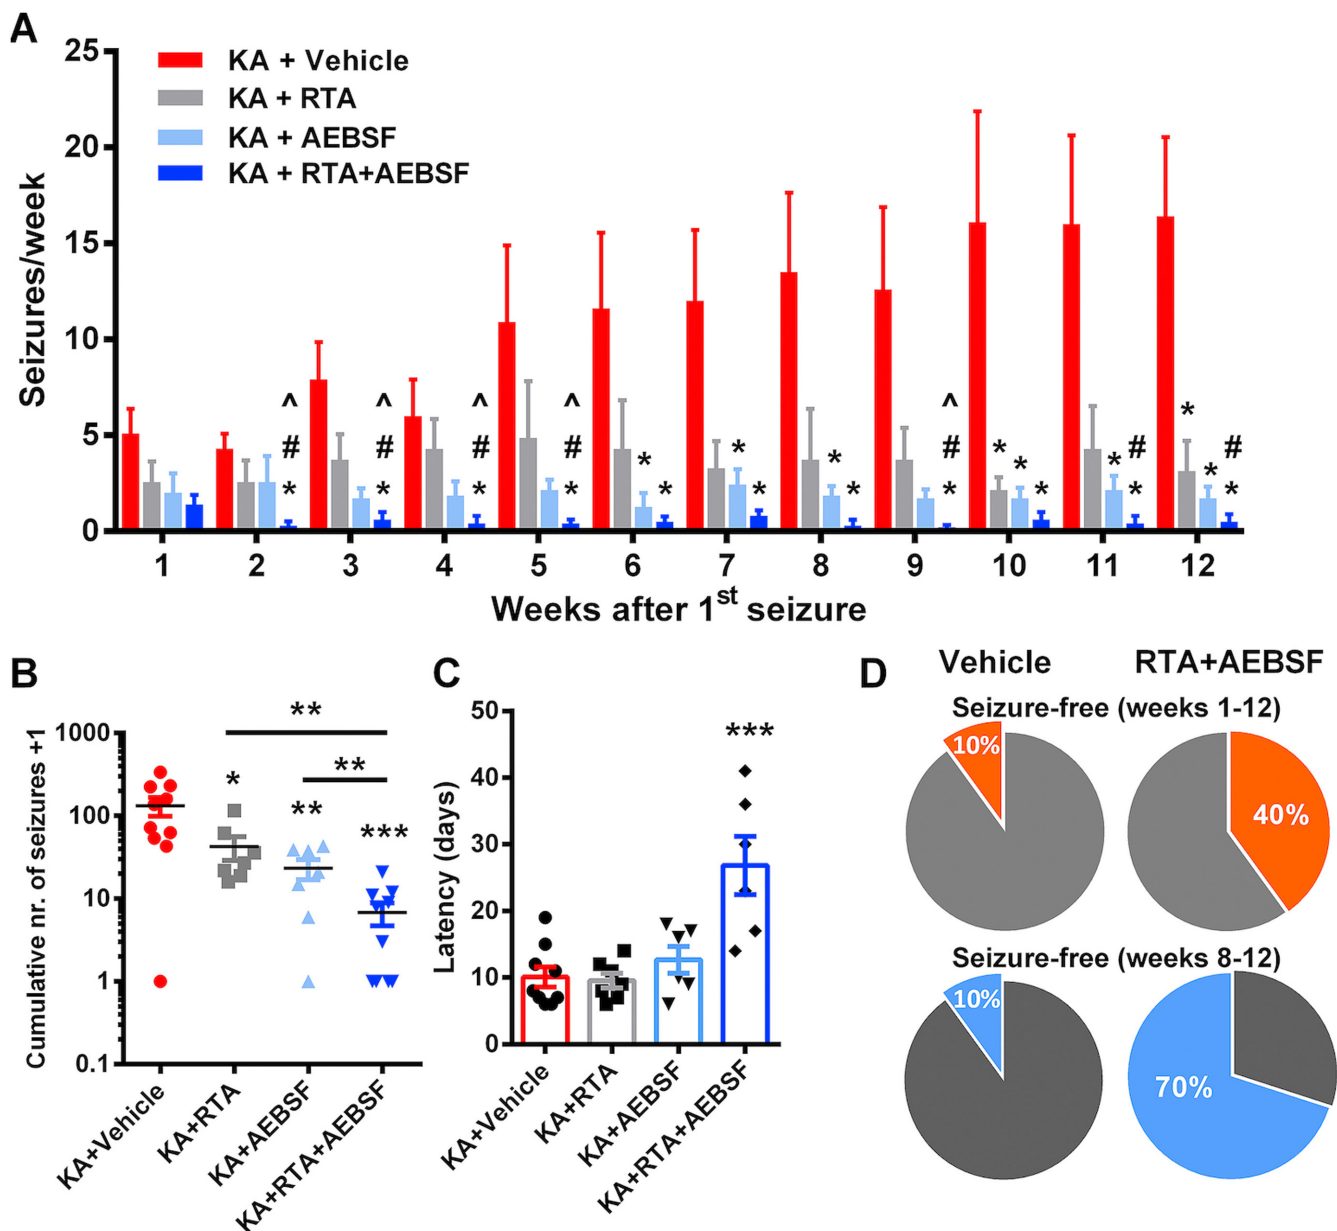 A
25
20
15
10
5
0
Seizures/week
KA + Vehicle
KA + RTA
KA + AEBSF
KA + RTA+AEBSF
^ ^ ^ ^ ^
# # # # # # #
* * * * * * * * * * * * * * * * * * *
1 2 3 4 5 6 7 8 9 10 11 12
Weeks after 1st seizure
B
Cumulative nr. of seizures +1
1000
100
10
1
0.1
**
**
*
**
***
KA+Vehicle
KA+RTA
KA+AEBSF
KA+RTA+AEBSF
C
Latency (days)
50
40
30
20
10
0
***
KA+Vehicle
KA+RTA
KA+AEBSF
KA+RTA+AEBSF
D
Vehicle RTA+AEBSF
Seizure-free (weeks 1-12)
10% 40%
Seizure-free (weeks 8-12)
10% 70%